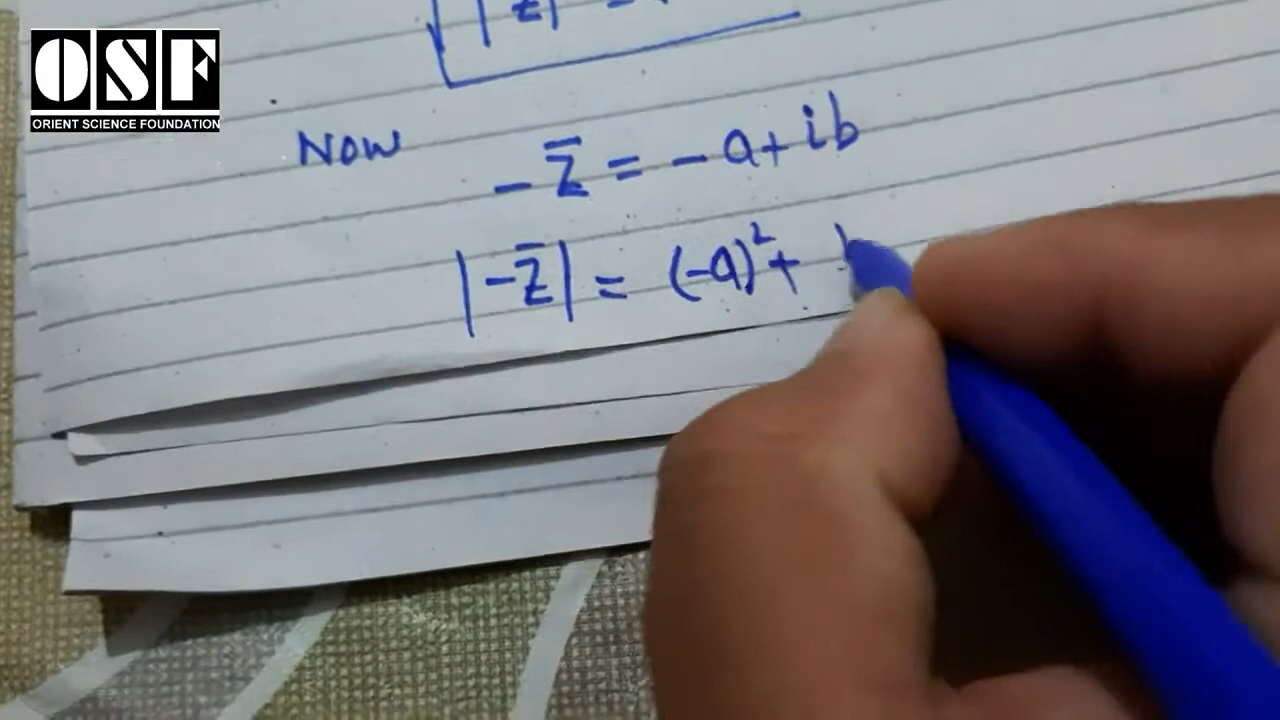 OSF
ORIENT SCIENCE FOUNDATION
|z|
Now
-z̄ = -a+ib
|-z̄| = (-a)²+